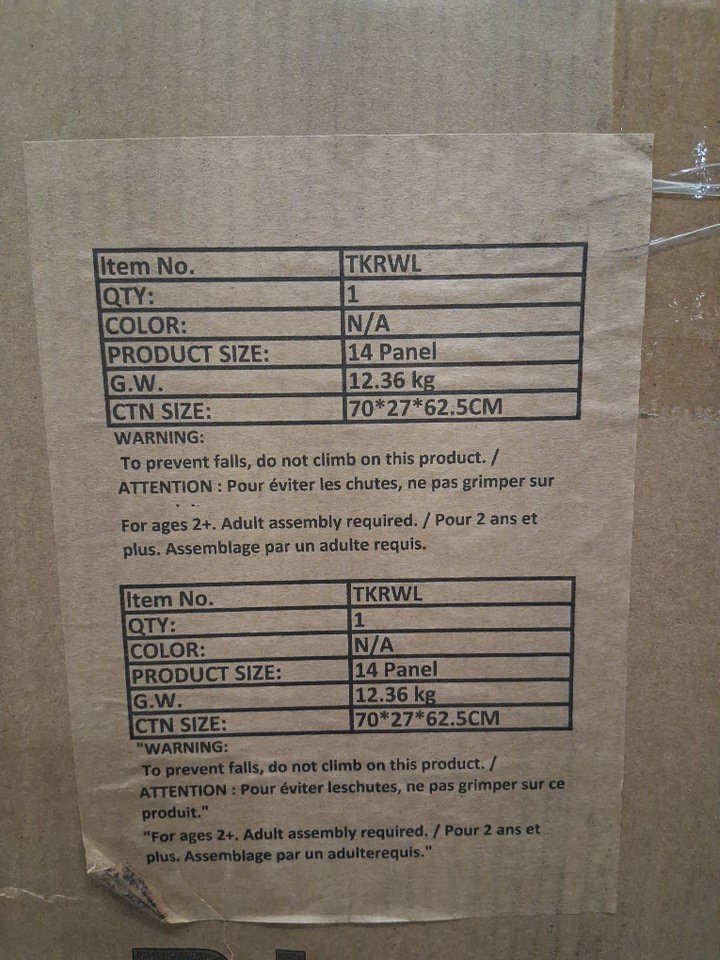 Item No. TKRWL
QTY: 1
COLOR: N/A
PRODUCT SIZE: 14 Panel
G.W. 12.36 kg
CTN SIZE: 70*27*62.5CM
WARNING:
To prevent falls, do not climb on this product. /
ATTENTION : Pour éviter les chutes, ne pas grimper sur
For ages 2+. Adult assembly required. / Pour 2 ans et
plus. Assemblage par un adulte requis.
Item No. TKRWL
QTY: 1
COLOR: N/A
PRODUCT SIZE: 14 Panel
G.W. 12.36 kg
CTN SIZE: 70*27*62.5CM
"WARNING:
To prevent falls, do not climb on this product. /
ATTENTION : Pour éviter leschutes, ne pas grimper sur ce
produit."
"For ages 2+. Adult assembly required. / Pour 2 ans et
plus. Assemblage par un adulterequis."